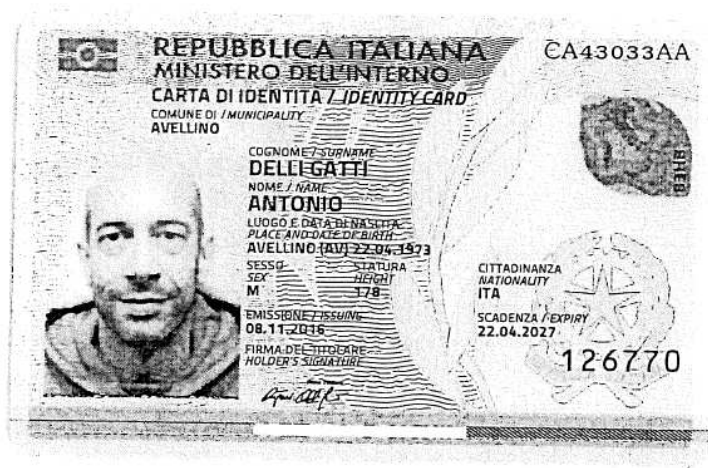 REPUBBLICA ITALIANA
CA43033AA
MINISTERO DELL'INTERNO
CARTA DI IDENTITÀ / IDENTITY CARD
COMUNE DI / MUNICIPALITY
AVELLINO
COGNOME / SURNAME
DELLI GATTI
NOME / NAME
ANTONIO
LUOGO E DATA DI NASCITA
PLACE AND DATE OF BIRTH
AVELLINO (AV) 22.04.1973
SESSO
SEX
M
STATURA
HEIGHT
178
CITTADINANZA
NATIONALITY
ITA
EMISSIONE / ISSUING
08.11.2016
SCADENZA / EXPIRY
22.04.2027
FIRMA DEL TITOLARE
HOLDER'S SIGNATURE
126770